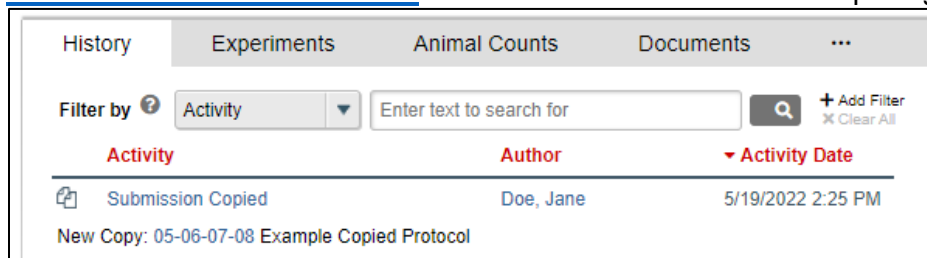 History Experiments Animal Counts Documents ...
Filter by ? Activity Enter text to search for + Add Filter
x Clear All
Activity Author Activity Date
Submission Copied Doe, Jane 5/19/2022 2:25 PM
New Copy: 05-06-07-08 Example Copied Protocol